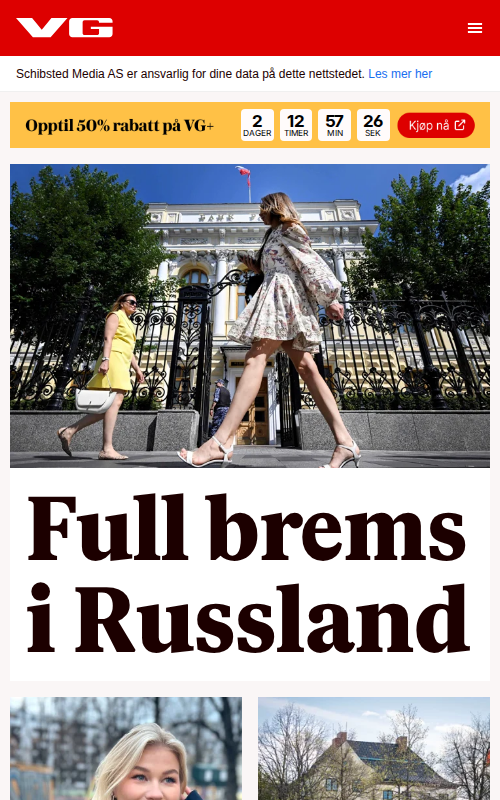 VG
Schibsted Media AS er ansvarlig for dine data på dette nettstedet. Les mer her
Opptil 50% rabatt på VG+
2 12 57 26
DAGER TIMER MIN SEK
Kjøp nå
Full brems
i Russland